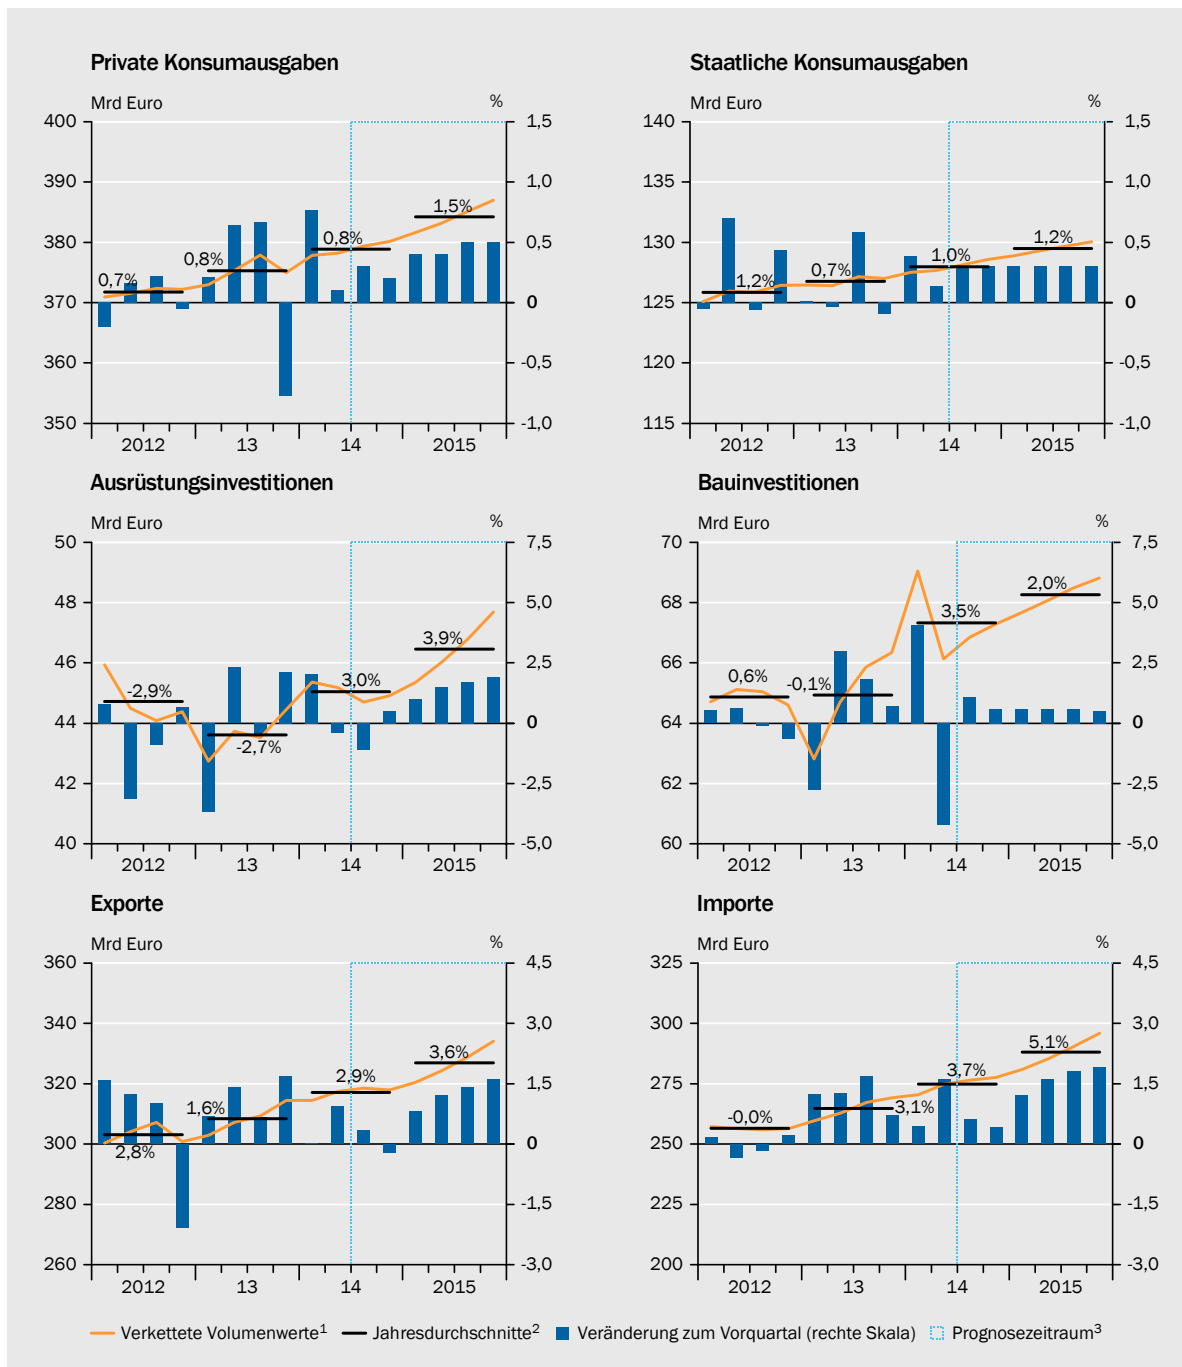 Private Konsumausgaben
Mrd Euro %
400 1,5
390 1,0
380 0,5
370 0
360 -0,5
350 -1,0
0,7% 0,8% 0,8% 1,5%
2012 13 14 2015
Staatliche Konsumausgaben
Mrd Euro %
140 1,5
135 1,0
130 0,5
125 0
120 -0,5
115 -1,0
1,2% 0,7% 1,0% 1,2%
2012 13 14 2015
Ausrüstungsinvestitionen
Mrd Euro %
50 7,5
48 5,0
46 2,5
44 0
42 -2,5
40 -5,0
-2,9% -2,7% 3,0% 3,9%
2012 13 14 2015
Bauinvestitionen
Mrd Euro %
70 7,5
68 5,0
66 2,5
64 0
62 -2,5
60 -5,0
0,6% -0,1% 3,5% 2,0%
2012 13 14 2015
Exporte
Mrd Euro %
360 4,5
340 3,0
320 1,5
300 0
280 -1,5
260 -3,0
2,8% 1,6% 2,9% 3,6%
2012 13 14 2015
Importe
Mrd Euro %
325 4,5
300 3,0
275 1,5
250 0
225 -1,5
200 -3,0
-0,0% 3,1% 3,7% 5,1%
2012 13 14 2015
Verkettete Volumenwerte¹ Jahresdurchschnitte² Veränderung zum Vorquartal (rechte Skala) Prognosezeitraum³